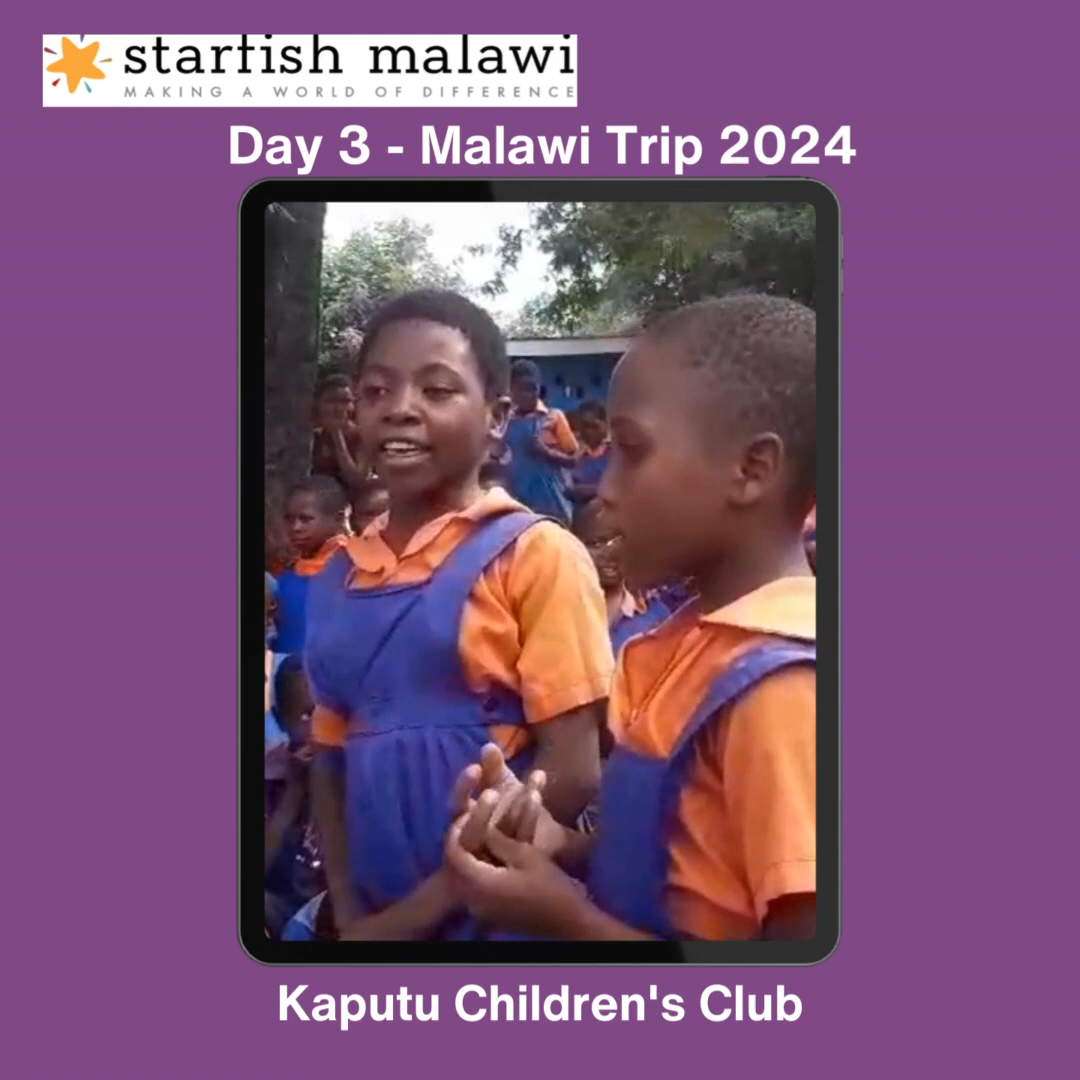 starfish malawi
MAKING A WORLD OF DIFFERENCE
Day 3 - Malawi Trip 2024
Kaputu Children's Club